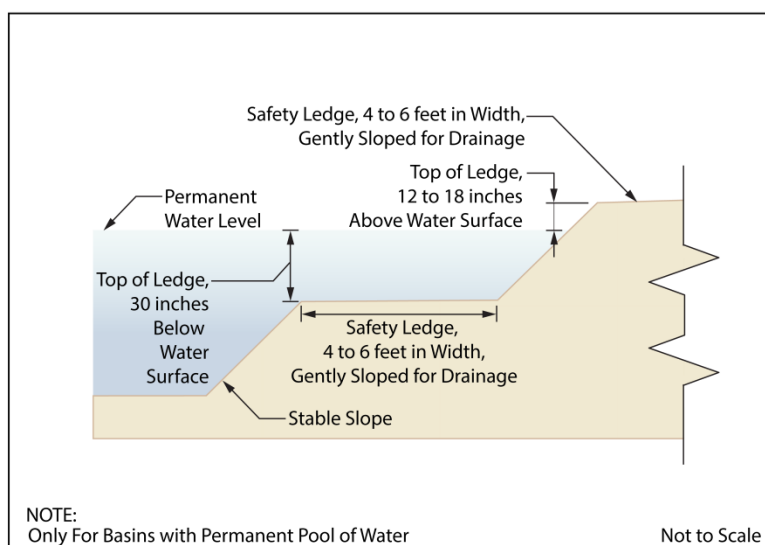 Safety Ledge, 4 to 6 feet in Width,
Gently Sloped for Drainage
Top of Ledge,
12 to 18 inches
Above Water Surface
Permanent
Water Level
Top of Ledge,
30 inches
Below
Water
Surface
Safety Ledge,
4 to 6 feet in Width,
Gently Sloped for Drainage
Stable Slope
NOTE:
Only For Basins with Permanent Pool of Water
Not to Scale